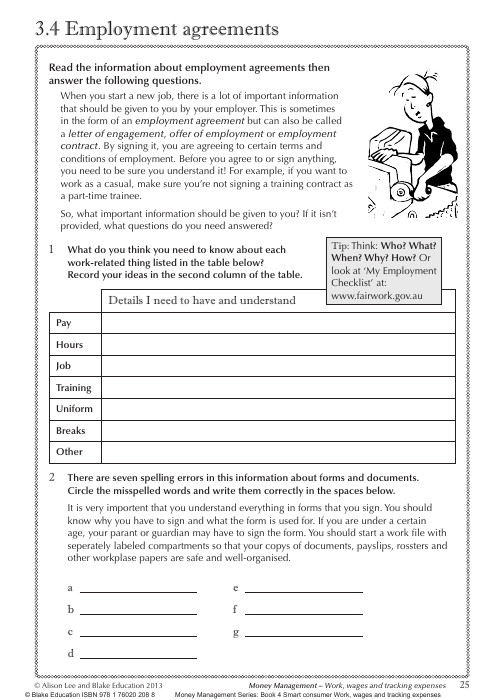 3.4 Employment agreements
Read the information about employment agreements then
answer the following questions.
When you start a new job, there is a lot of important information
that should be given to you by your employer. This is sometimes
in the form of an employment agreement but can also be called
a letter of engagement, offer of employment or employment
contract. By signing it, you are agreeing to certain terms and
conditions of employment. Before you agree to or sign anything,
you need to be sure you understand it! For example, if you want to
work as a casual, make sure you're not signing a training contract as
a part-time trainee.
So, what important information should be given to you? If it isn't
provided, what questions do you need answered?
1 What do you think you need to know about each
work-related thing listed in the table below?
Record your ideas in the second column of the table.
Tip: Think: Who? What?
When? Why? How? Or
look at 'My Employment
Checklist' at:
www.fairwork.gov.au
Details I need to have and understand
Pay
Hours
Job
Training
Uniform
Breaks
Other
2 There are seven spelling errors in this information about forms and documents.
Circle the misspelled words and write them correctly in the spaces below.
It is very important that you understand everything in forms that you sign. You should
know why you have to sign and what the form is used for. If you are under a certain
age, your parant or guardian may have to sign the form. You should start a work file with
seperately labeled compartments so that your copys of documents, payslips, rossters and
other workplase papers are safe and well-organised.
a
b
c
d
e
f
g
© Alison Lee and Blake Education 2013
Money Management – Work, wages and tracking expenses 25
© Blake Education ISBN 978 1 76020 208 8 Money Management Series: Book 4 Smart consumer Work, wages and tracking expenses